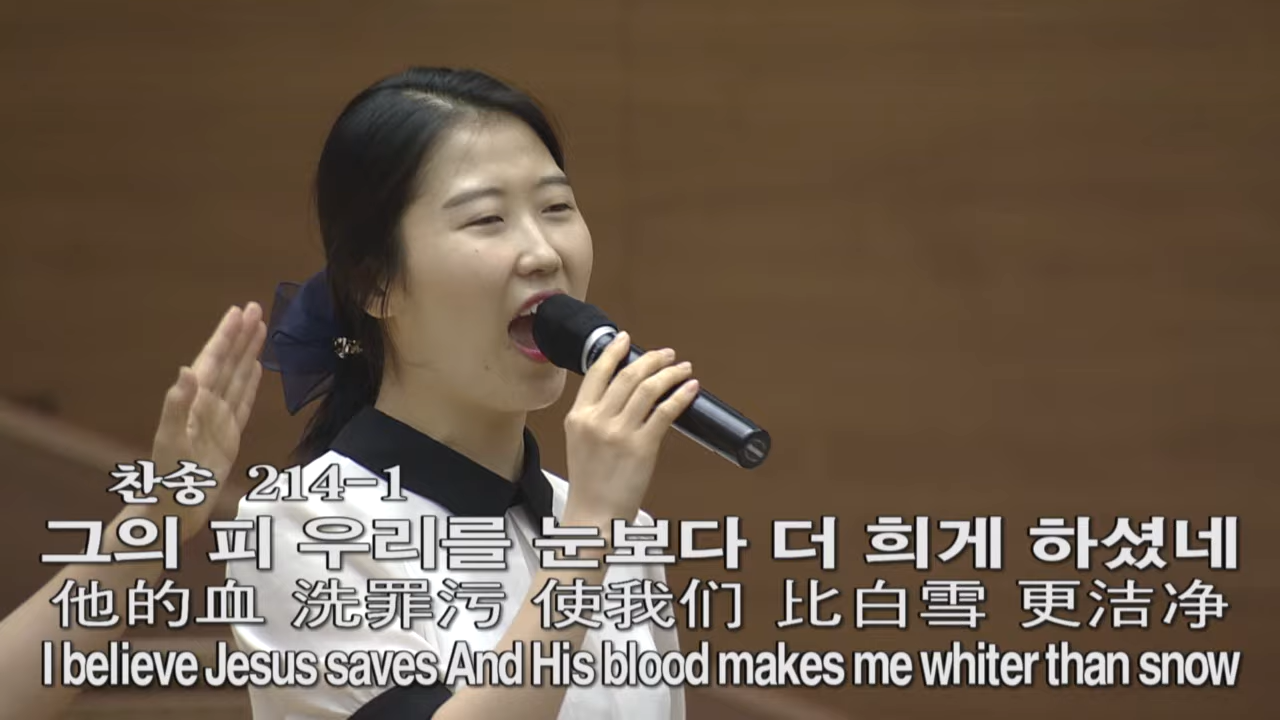 찬송 214-1
그의 피 우리를 눈보다 더 희게 하셨네
他的血 洗罪污 使我们 比白雪 更洁净
I believe Jesus saves And His blood makes me whiter than snow